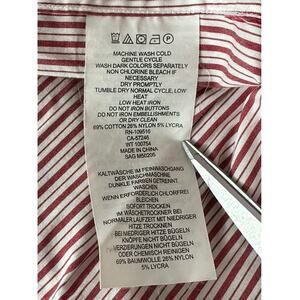 MACHINE WASH COLD
GENTLE CYCLE
WASH DARK COLORS SEPARATELY
NON CHLORINE BLEACH IF
NECESSARY
DRY PROMPTLY
TUMBLE DRY NORMAL CYCLE, LOW
HEAT
LOW HEAT IRON
DO NOT IRON BUTTONS
DO NOT IRON EMBELLISHMENTS
OR DRY CLEAN
69% COTTON 26% NYLON 5% LYCRA
RN-109516
CA-57246
WT 100754
MADE IN CHINA
SAG M50205
KALTWÄSCHE IM FEINWASCHGANG
DER WASCHMASCHINE
DUNKLE FARBEN GETRENNT
WASCHEN
WENN ERFORDERLICH CHLORFREI
BLEICHEN
SOFORT TROCKEN
IM WÄSCHETROCKNER BEI
NORMALER LAUFZEIT MIT NIEDRIGER
HITZE TROCKNEN
BEI NIEDRIGER HITZE BÜGELN
KNÖPFE NICHT BÜGELN
VERZIERUNGEN NICHT BÜGELN
ODER CHEMISCH REINIGEN
69% BAUMWOLLE 26% NYLON
5% LYCRA